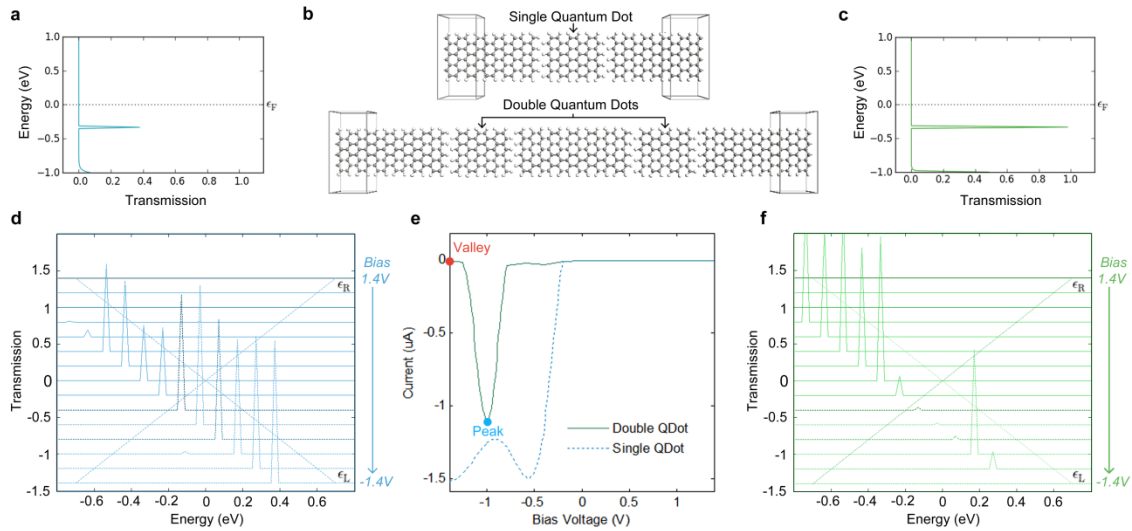 a
1.0
0.5
0.0
−0.5
−1.0
Energy (eV)
ϵF
0.0 0.2 0.4 0.6 0.8 1.0
Transmission
b
Single Quantum Dot
Double Quantum Dots
c
1.0
0.5
0.0
−0.5
−1.0
Energy (eV)
ϵF
0.0 0.2 0.4 0.6 0.8 1.0
Transmission
d
1.5
1
0.5
0
-0.5
-1
-1.5
Transmission
-0.6 -0.4 -0.2 0 0.2 0.4 0.6
Energy (eV)
ϵR
ϵL
Bias
1.4V
-1.4V
e
0
-0.5
-1.0
-1.5
Current (uA)
Valley
Peak
Double QDot
Single QDot
-1 -0.5 0 0.5 1
Bias Voltage (V)
f
1.5
1
0.5
0
-0.5
-1
-1.5
Transmission
-0.6 -0.4 -0.2 0 0.2 0.4 0.6
Energy (eV)
ϵR
ϵL
Bias
1.4V
-1.4V